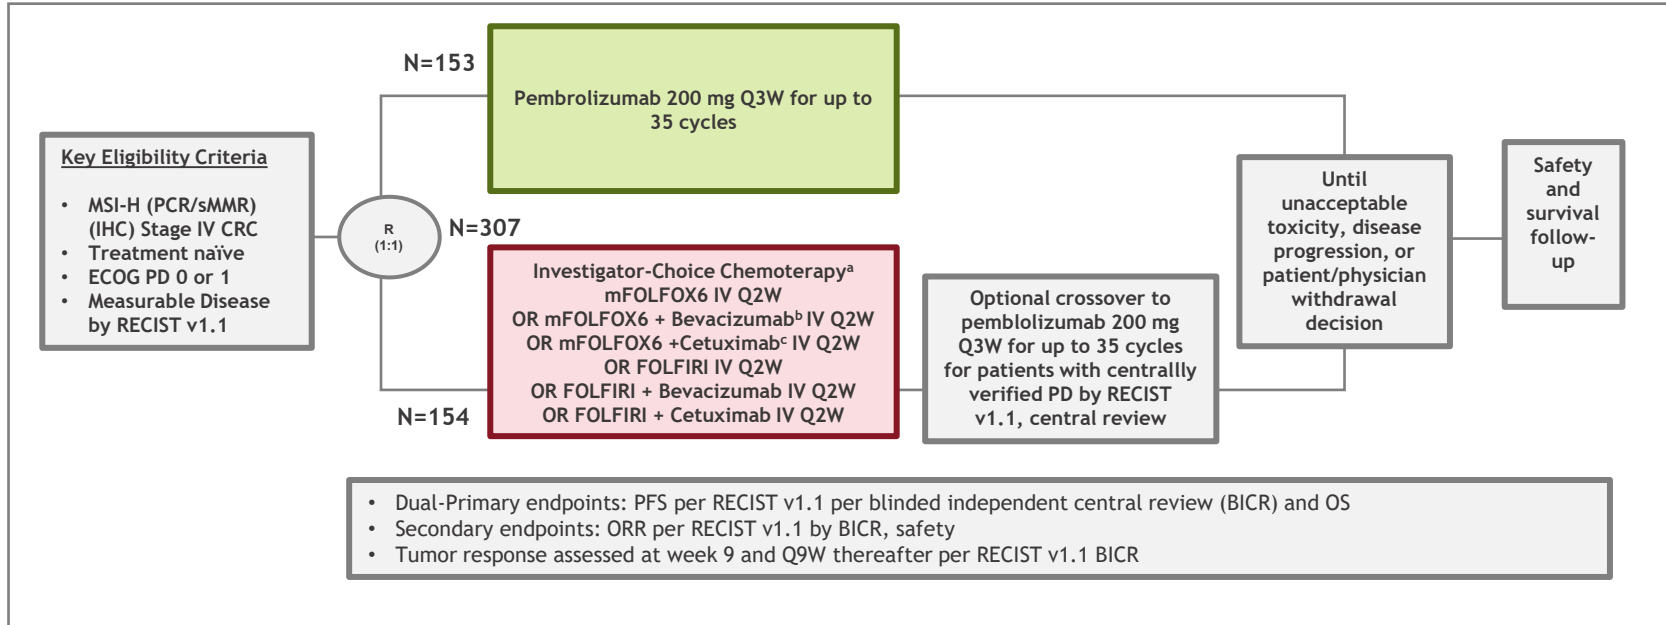 Key Eligibility Criteria
• MSI-H (PCR/sMMR)
(IHC) Stage IV CRC
• Treatment naïve
• ECOG PD 0 or 1
• Measurable Disease
by RECIST v1.1
R
(1:1)
N=307
N=153
Pembrolizumab 200 mg Q3W for up to
35 cycles
N=154
Investigator-Choice Chemoterapyᵃ
mFOLFOX6 IV Q2W
OR mFOLFOX6 + Bevacizumabᵇ IV Q2W
OR mFOLFOX6 +Cetuximabᶜ IV Q2W
OR FOLFIRI IV Q2W
OR FOLFIRI + Bevacizumab IV Q2W
OR FOLFIRI + Cetuximab IV Q2W
Optional crossover to
pemblolizumab 200 mg
Q3W for up to 35 cycles
for patients with centrallly
verified PD by RECIST
v1.1, central review
Until
unacceptable
toxicity, disease
progression, or
patient/physician
withdrawal
decision
Safety
and
survival
follow-
up
• Dual-Primary endpoints: PFS per RECIST v1.1 per blinded independent central review (BICR) and OS
• Secondary endpoints: ORR per RECIST v1.1 by BICR, safety
• Tumor response assessed at week 9 and Q9W thereafter per RECIST v1.1 BICR